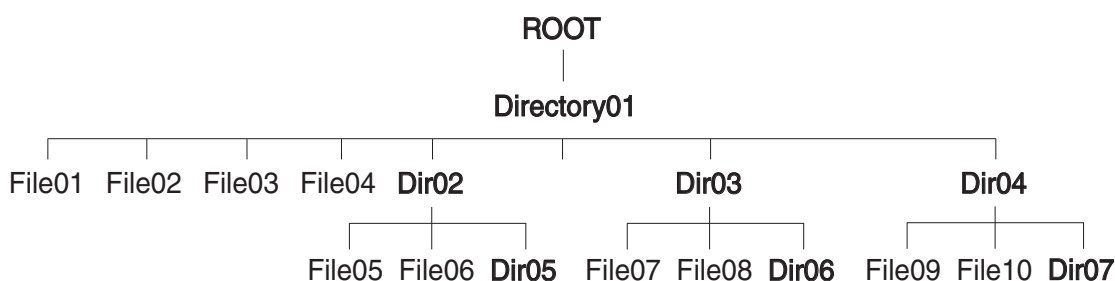 ROOT
Directory01
File01 File02 File03 File04 Dir02 Dir03 Dir04
File05 File06 Dir05 File07 File08 Dir06 File09 File10 Dir07